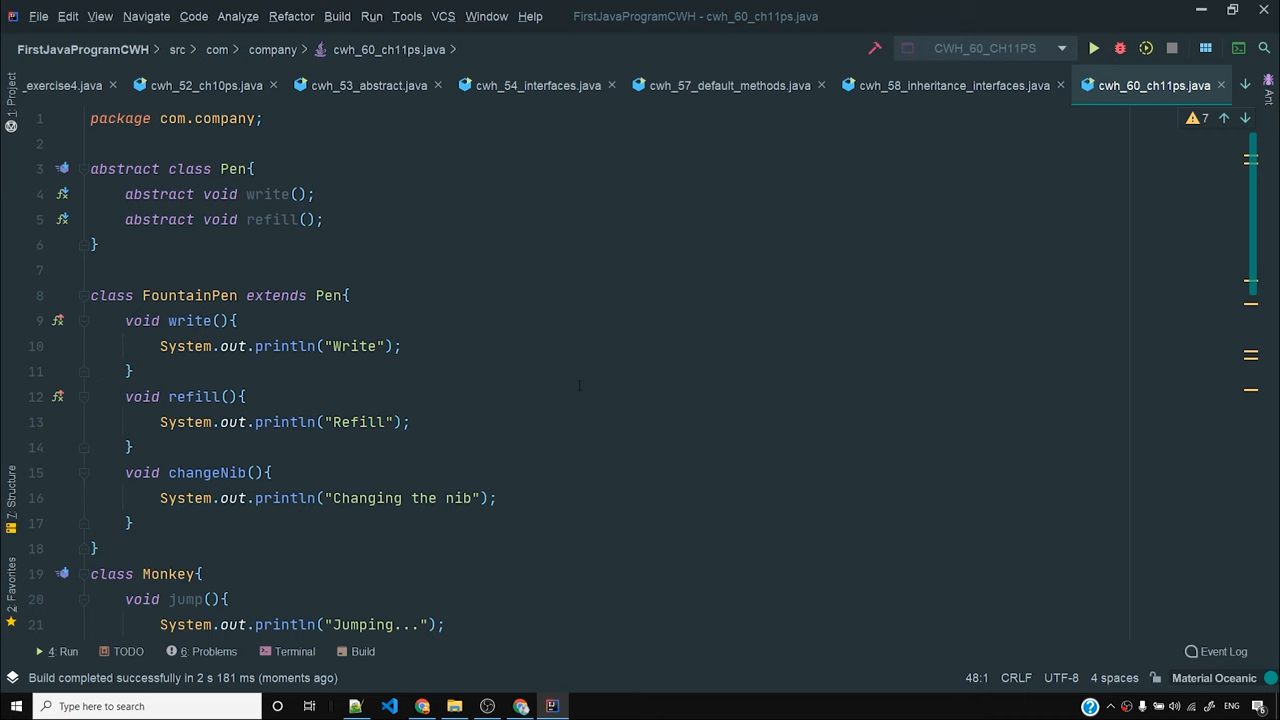 File Edit View Navigate Code Analyze Refactor Build Run Tools VCS Window Help FirstJavaProgramCWH - cwh_60_ch11ps.java
FirstJavaProgramCWH > src > com > company > cwh_60_ch11ps.java > CWH_60_CH11PS
_exercise4.java cwh_52_ch10ps.java cwh_53_abstract.java cwh_54_interfaces.java cwh_57_default_methods.java cwh_58_inheritance_interfaces.java cwh_60_ch11ps.java
1: Project
Ant
7
1 package com.company;
2
3 abstract class Pen{
4 abstract void write();
5 abstract void refill();
6 }
7
8 class FountainPen extends Pen{
9 void write(){
10 System.out.println("Write");
11 }
12 void refill(){
13 System.out.println("Refill");
14 }
15 void changeNib(){
16 System.out.println("Changing the nib");
17 }
18 }
19 class Monkey{
20 void jump(){
21 System.out.println("Jumping...");
7: Structure
2: Favorites
4: Run TODO 6: Problems Terminal Build Event Log
Build completed successfully in 2 s 181 ms (moments ago) 48:1 CRLF UTF-8 4 spaces Material Oceanic
Type here to search ENG 8